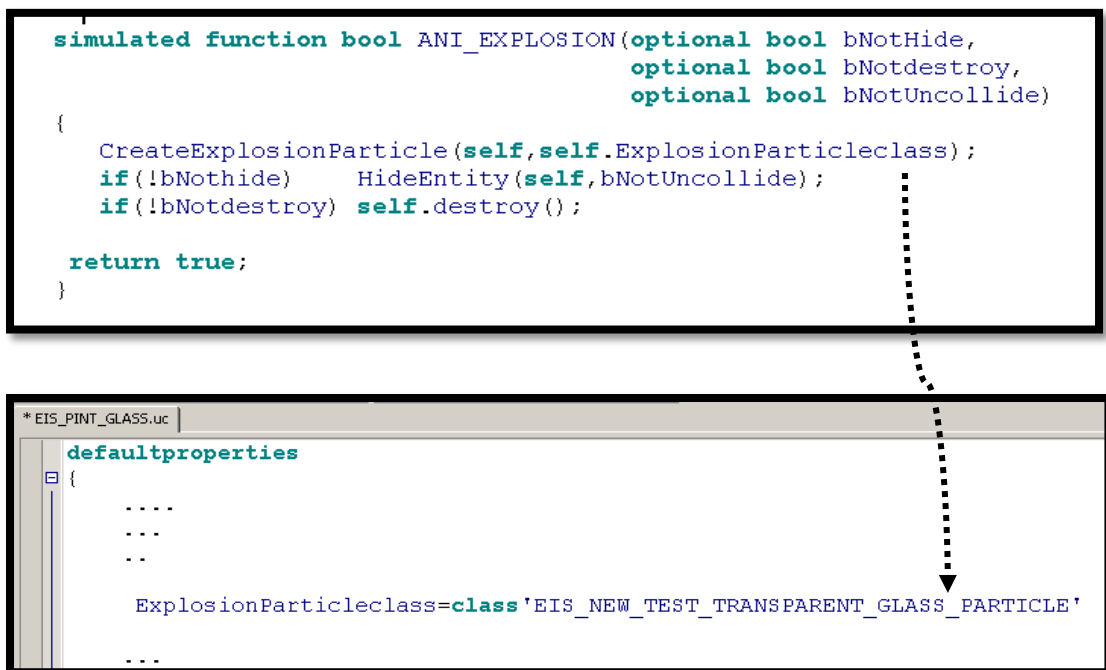 simulated function bool ANI_EXPLOSION(optional bool bNotHide,
optional bool bNotdestroy,
optional bool bNotUncollide)
{
CreateExplosionParticle(self,self.ExplosionParticleclass);
if(!bNothide) HideEntity(self,bNotUncollide);
if(!bNotdestroy) self.destroy();
return true;
}
* EIS_PINT_GLASS.uc
defaultproperties
{
....
...
..
ExplosionParticleclass=class'EIS_NEW_TEST_TRANSPARENT_GLASS_PARTICLE'
...